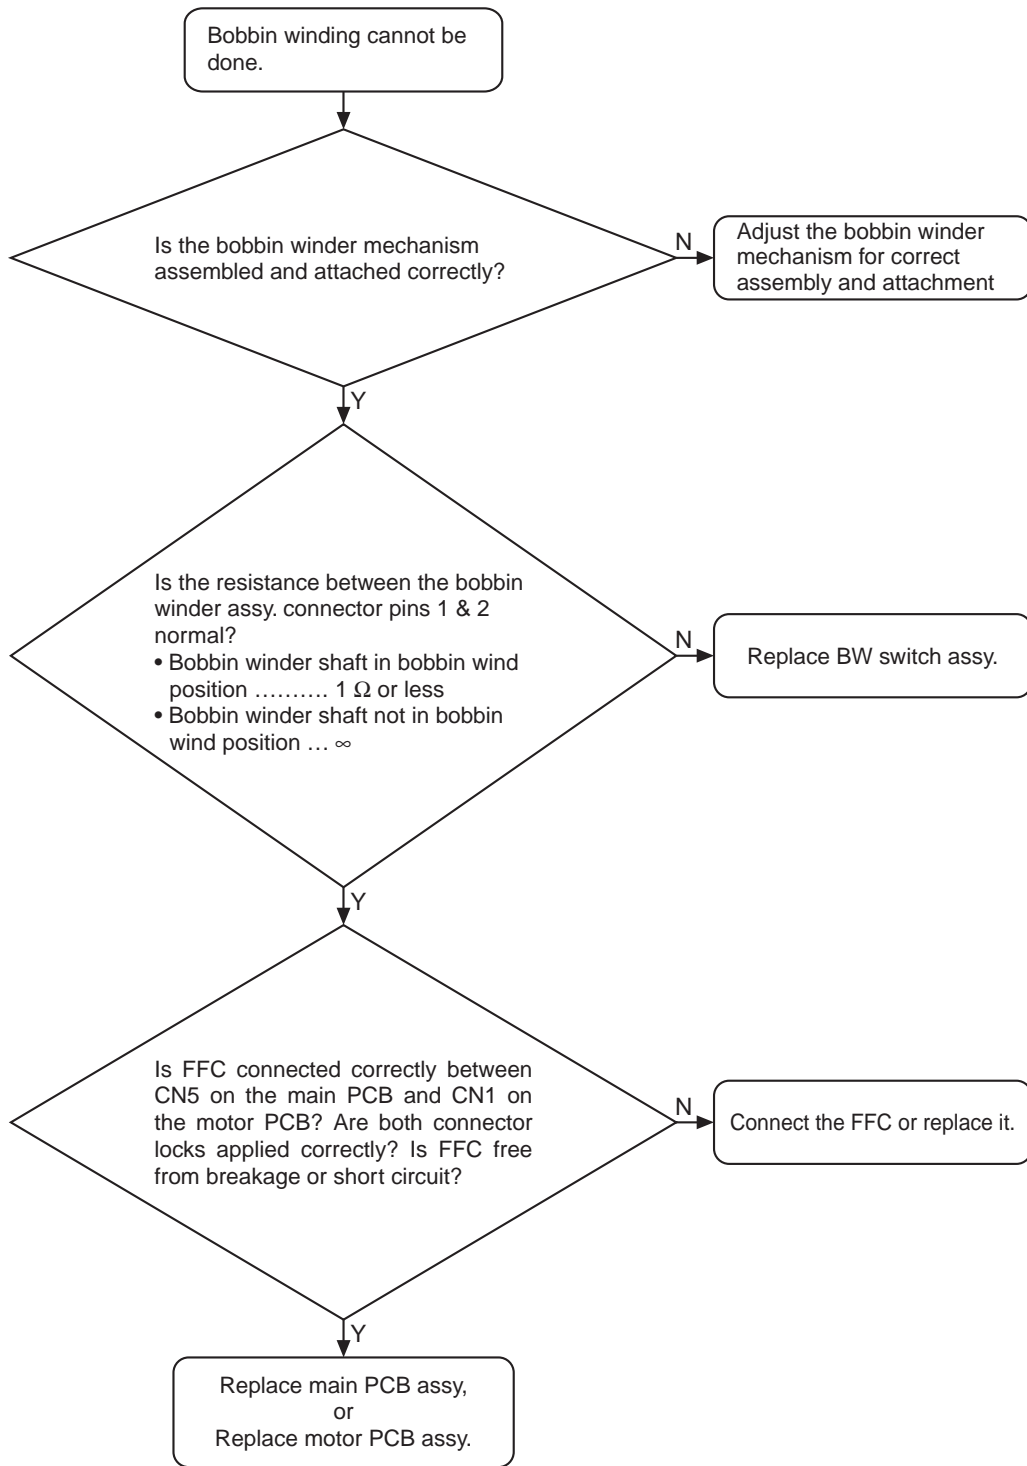 Bobbin winding cannot be
done.
Is the bobbin winder mechanism
assembled and attached correctly?
N
Adjust the bobbin winder
mechanism for correct
assembly and attachment
Y
Is the resistance between the bobbin
winder assy. connector pins 1 & 2
normal?
• Bobbin winder shaft in bobbin wind
position ………. 1 Ω or less
• Bobbin winder shaft not in bobbin
wind position … ∞
N
Replace BW switch assy.
Y
Is FFC connected correctly between
CN5 on the main PCB and CN1 on
the motor PCB? Are both connector
locks applied correctly? Is FFC free
from breakage or short circuit?
N
Connect the FFC or replace it.
Y
Replace main PCB assy,
or
Replace motor PCB assy.